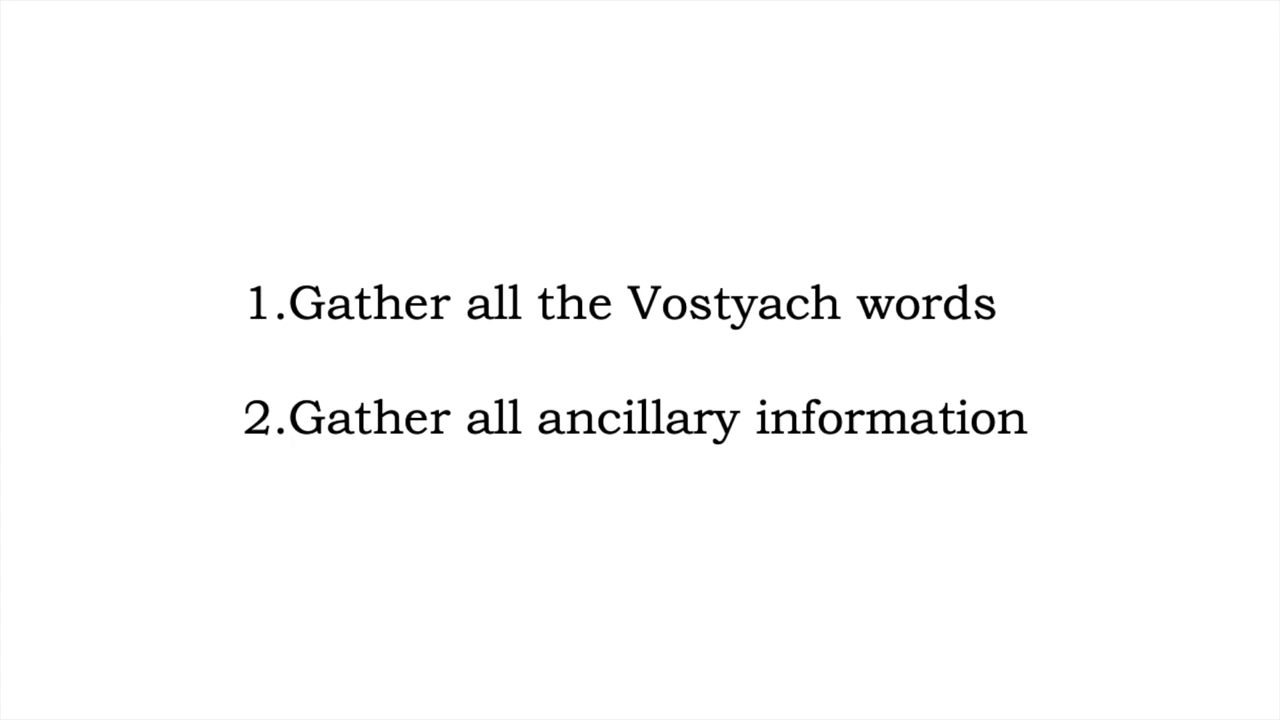 1.Gather all the Vostyach words
2.Gather all ancillary information